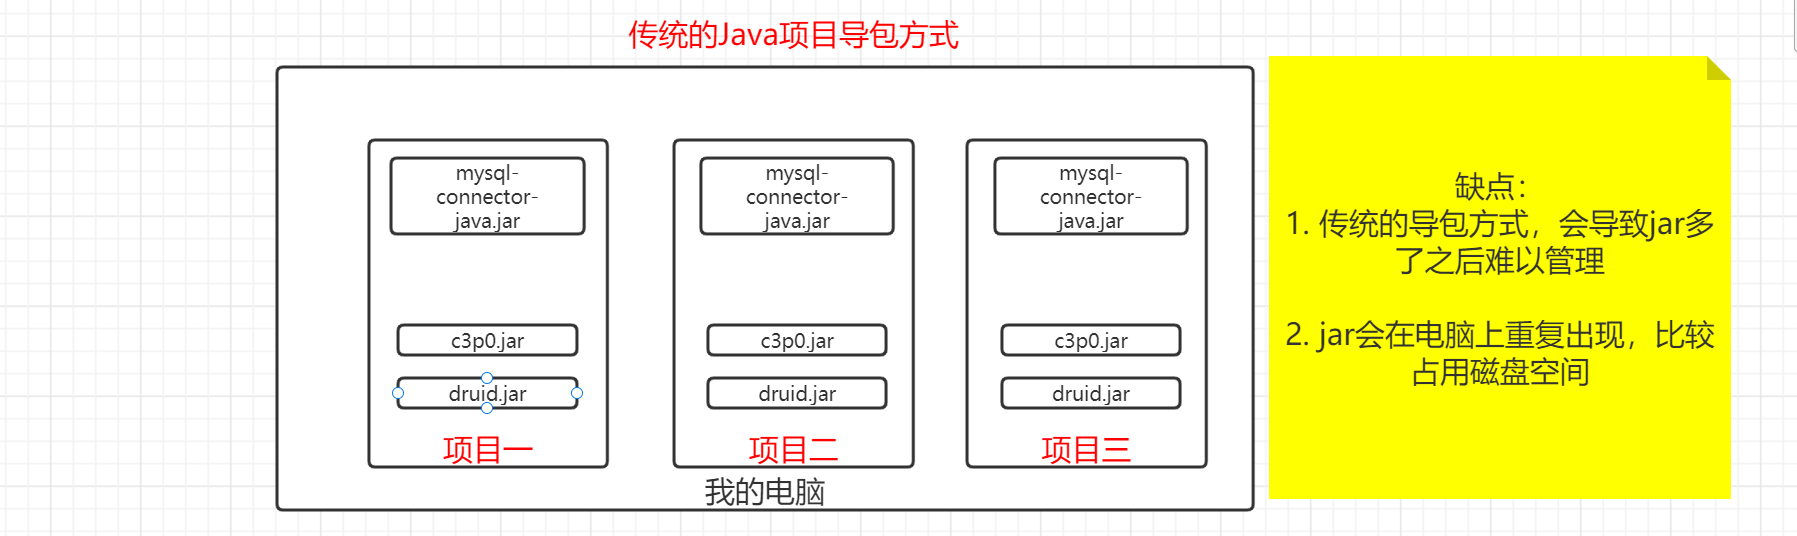 传统的Java项目导包方式
mysql-
connector-
java.jar
c3p0.jar
druid.jar
项目一
mysql-
connector-
java.jar
c3p0.jar
druid.jar
项目二
mysql-
connector-
java.jar
c3p0.jar
druid.jar
项目三
我的电脑
缺点：
1. 传统的导包方式，会导致jar多
了之后难以管理
2. jar会在电脑上重复出现，比较
占用磁盘空间